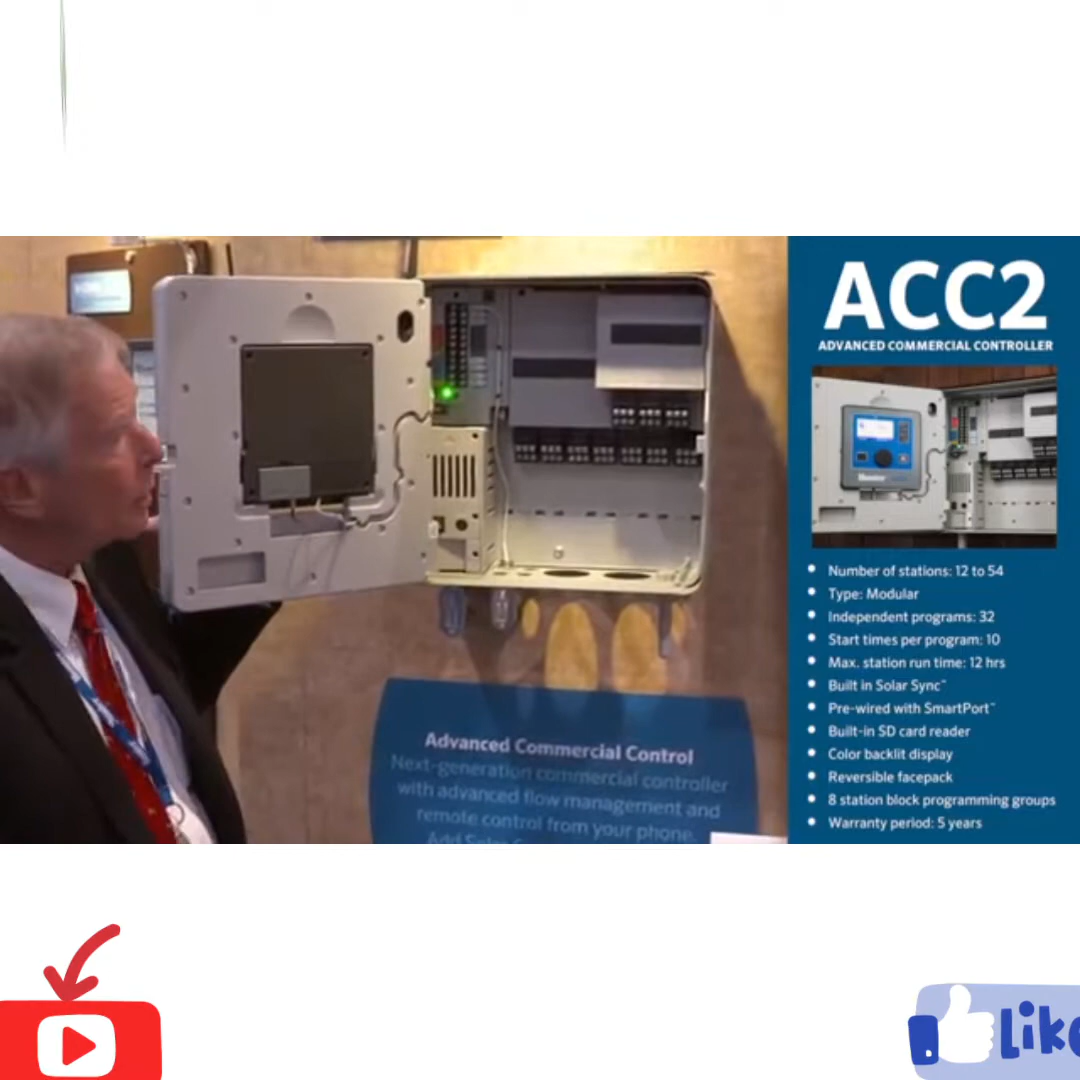 ACC2
ADVANCED COMMERCIAL CONTROLLER
Number of stations: 12 to 54
Type: Modular
Independent programs: 32
Start times per program: 10
Max. station run time: 12 hrs
Built in Solar Sync™
Pre-wired with SmartPort™
Built-in SD card reader
Color backlit display
Reversible facepack
8 station block programming groups
Warranty period: 5 years
Advanced Commercial Control
Next-generation commercial controller
with advanced flow management and
remote control from your phone.
Add Solar
Like